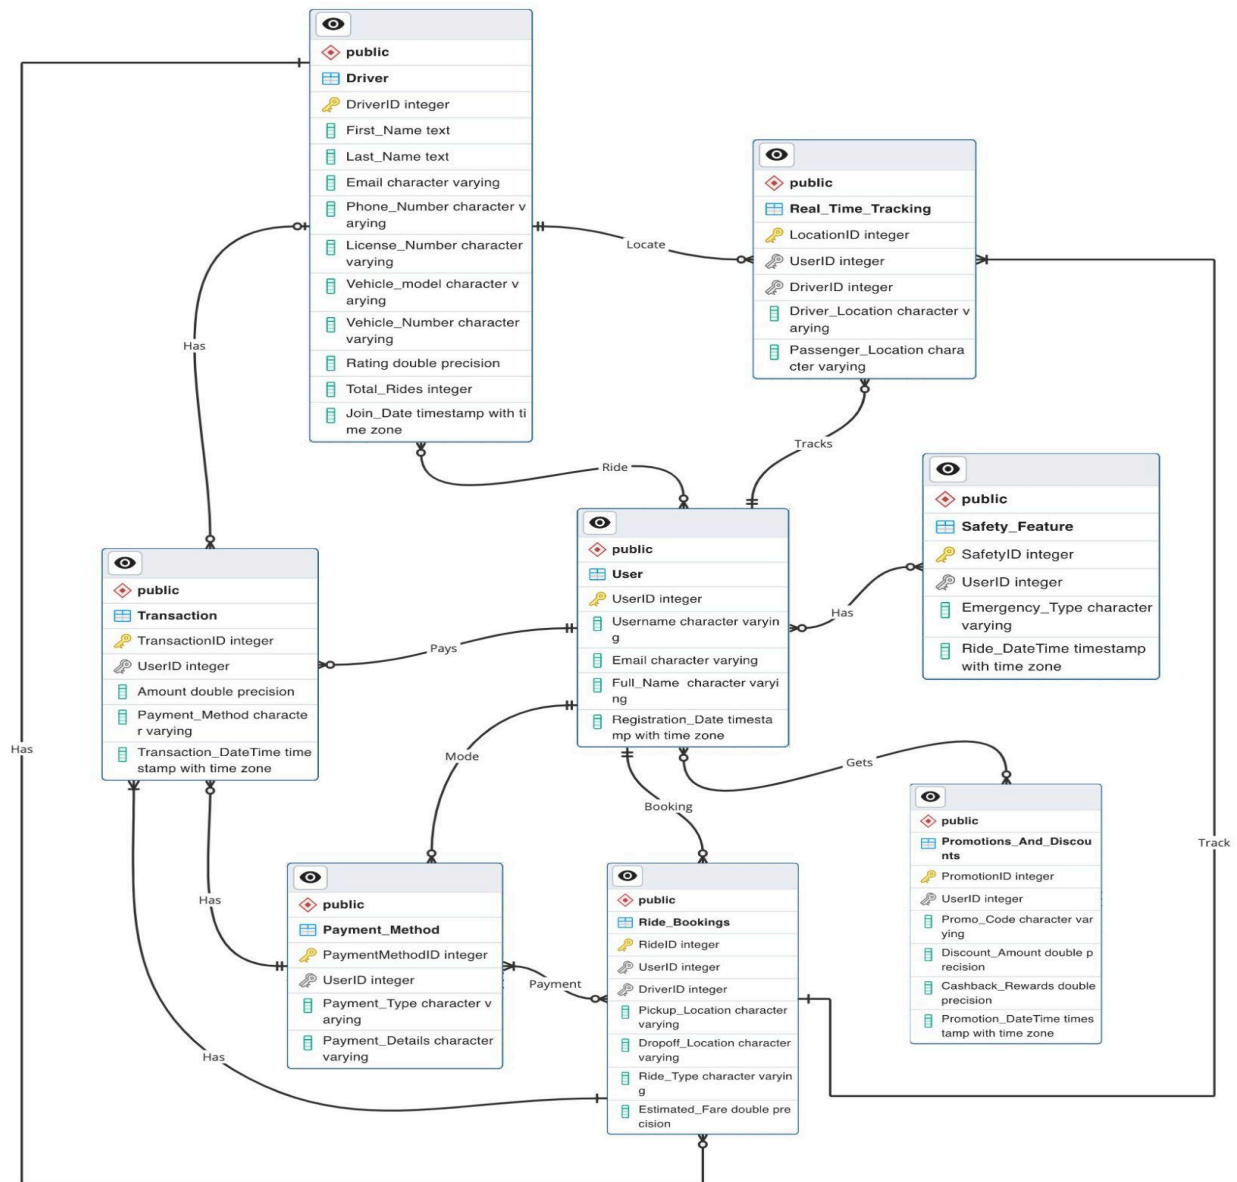 public
Driver
DriverID integer
First_Name text
Last_Name text
Email character varying
Phone_Number character v
arying
License_Number character
varying
Vehicle_model character v
arying
Vehicle_Number character
varying
Rating double precision
Total_Rides integer
Join_Date timestamp with ti
me zone
public
Real_Time_Tracking
LocationID integer
UserID integer
DriverID integer
Driver_Location character v
arying
Passenger_Location chara
cter varying
Locate
Has
Tracks
Ride
public
Safety_Feature
SafetyID integer
UserID integer
Emergency_Type character
varying
Ride_DateTime timestamp
with time zone
public
User
UserID integer
Username character varyin
g
Email character varying
Full_Name character varyi
ng
Registration_Date timesta
mp with time zone
Has
public
Transaction
TransactionID integer
UserID integer
Amount double precision
Payment_Method characte
r varying
Transaction_DateTime time
stamp with time zone
Pays
Has
Mode
Gets
Booking
Track
public
Promotions_And_Discou
nts
PromotionID integer
UserID integer
Promo_Code character var
ying
Discount_Amount double p
recision
Cashback_Rewards double
precision
Promotion_DateTime times
tamp with time zone
Has
public
Payment_Method
PaymentMethodID integer
UserID integer
Payment_Type character v
arying
Payment_Details character
varying
Payment
public
Ride_Bookings
RideID integer
UserID integer
DriverID integer
Pickup_Location character
varying
Dropoff_Location character
varying
Ride_Type character varyin
g
Estimated_Fare double pre
cision
Has